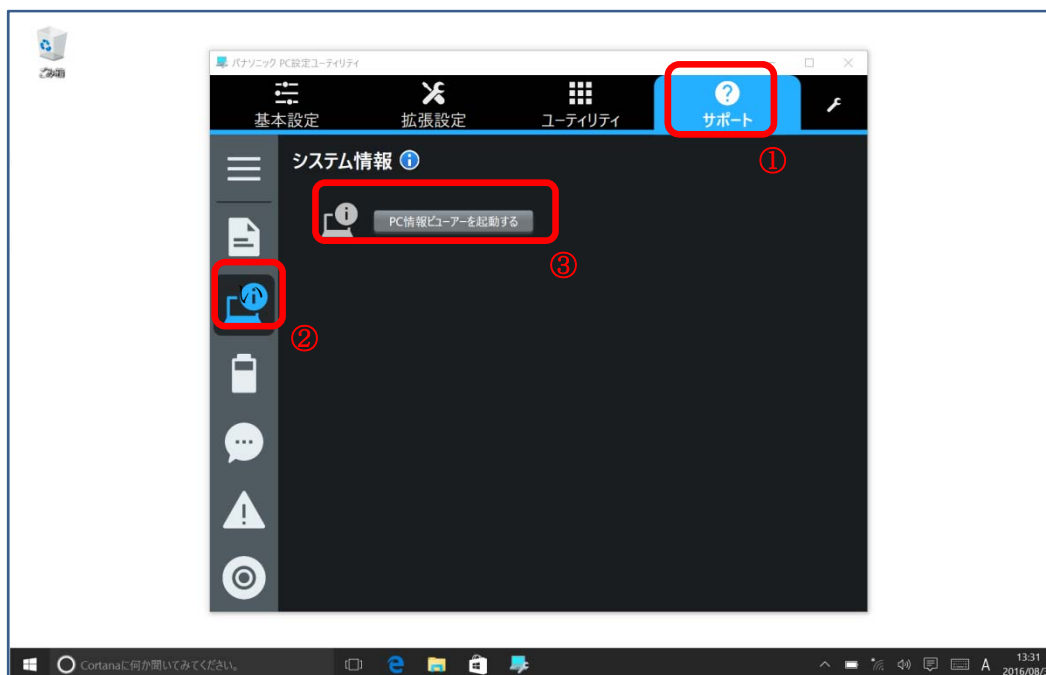 ごみ箱
パナソニック PC設定ユーティリティ
基本設定
拡張設定
ユーティリティ
サポート
①
システム情報
PC情報ビューアーを起動する
③
②
Cortanaに何か聞いてみてください。
A
13:31